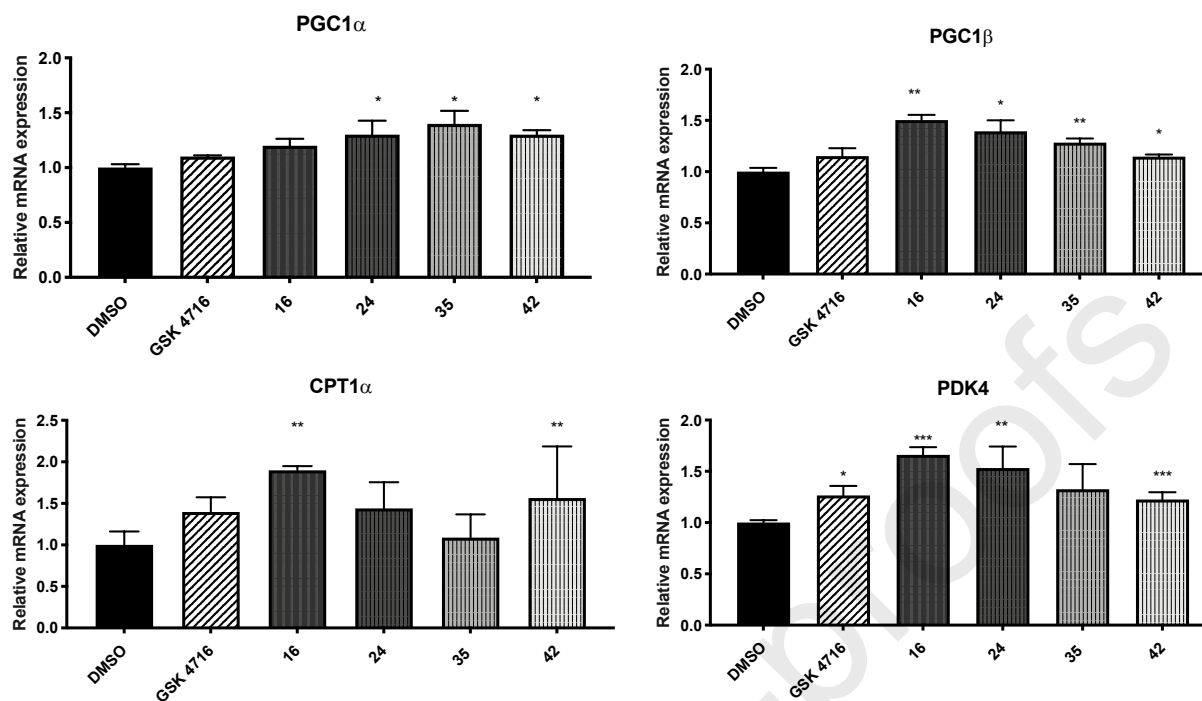 PGC1α
Relative mRNA expression
2.0
1.5
1.0
0.5
0.0
* * *
DMSO
GSK 4716
16
24
35
42
PGC1β
Relative mRNA expression
2.0
1.5
1.0
0.5
0.0
** * ** *
DMSO
GSK 4716
16
24
35
42
CPT1α
Relative mRNA expression
2.5
2.0
1.5
1.0
0.5
0.0
** **
DMSO
GSK 4716
16
24
35
42
PDK4
Relative mRNA expression
2.0
1.5
1.0
0.5
0.0
* *** ** ***
DMSO
GSK 4716
16
24
35
42
proofs